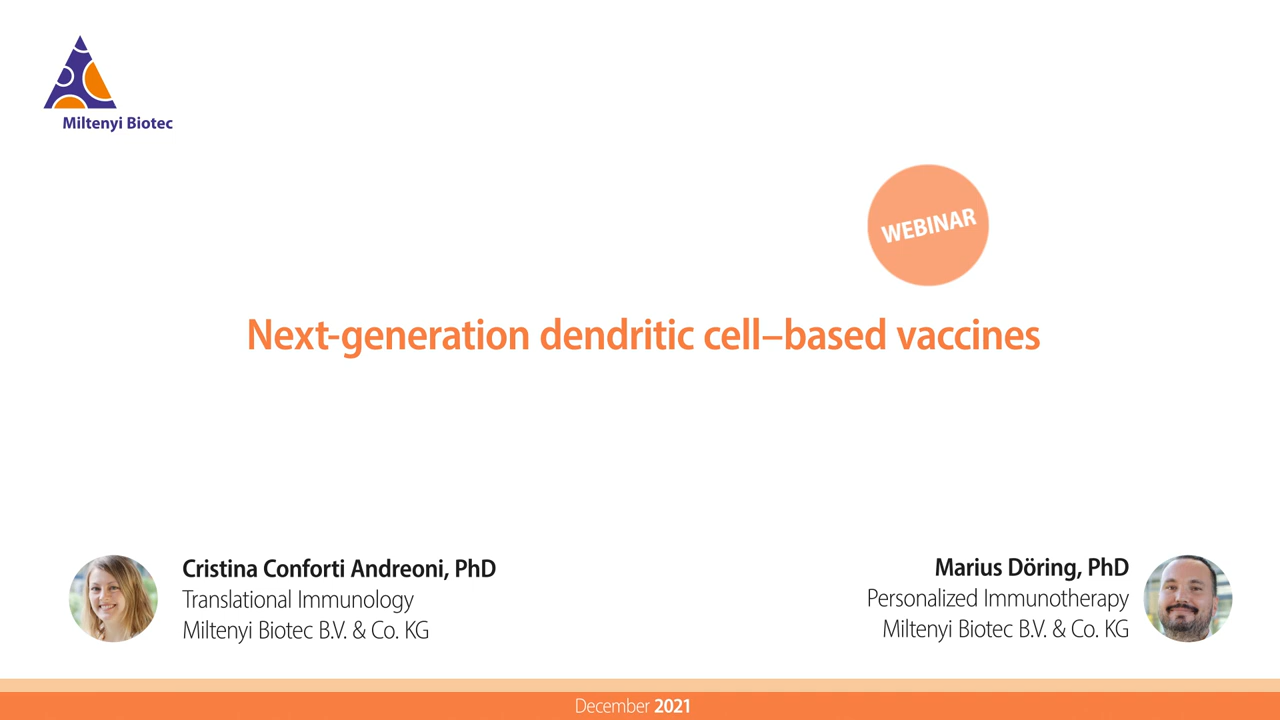 Miltenyi Biotec
WEBINAR
Next-generation dendritic cell–based vaccines
Cristina Conforti Andreoni, PhD
Translational Immunology
Miltenyi Biotec B.V. & Co. KG
Marius Döring, PhD
Personalized Immunotherapy
Miltenyi Biotec B.V. & Co. KG
December 2021